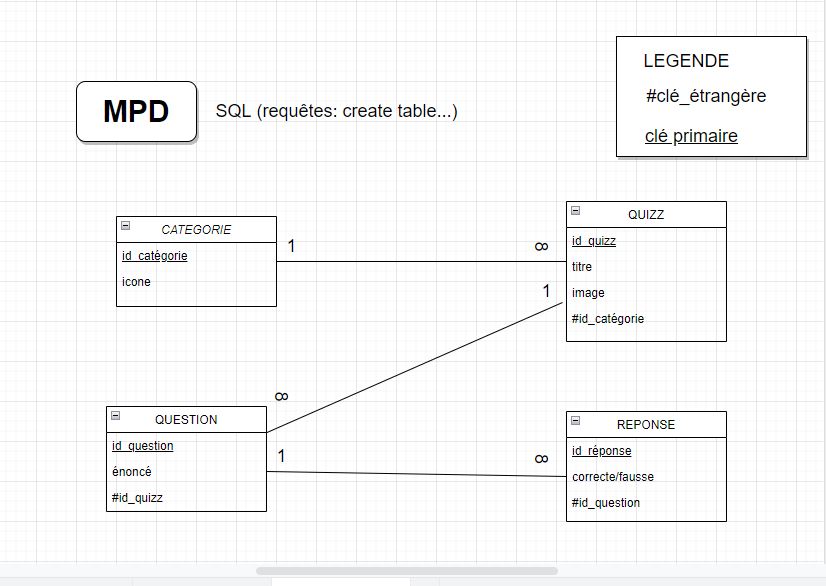 LEGENDE
#clé_étrangère
clé primaire
MPD
SQL (requêtes: create table...)
CATEGORIE
id_catégorie
icone
1
∞
QUIZZ
id_quizz
titre
image
#id_catégorie
1
∞
QUESTION
id_question
énoncé
#id_quizz
1
∞
REPONSE
id_réponse
correcte/fausse
#id_question